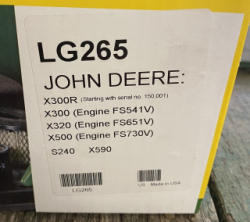 LG265
JOHN DEERE:
X300R (Starting with serial no. 150,001)
X300 (Engine FS541V)
X320 (Engine FS651V)
X500 (Engine FS730V)
S240 X590
LG265
US Made in USA